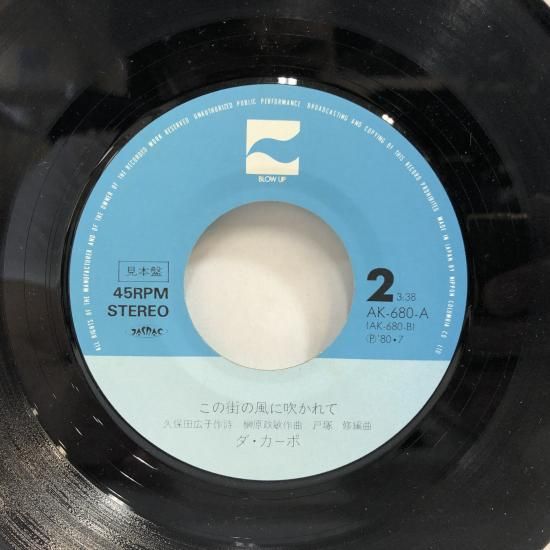 ALL RIGHTS OF THE MANUFACTURER AND OF THE OWNER OF THE RECORDED WORK RESERVED UNAUTHORIZED PUBLIC PERFORMANCE BROADCASTING AND COPYING OF THIS RECORD PROHIBITED MADE IN JAPAN BY NIPPON COLUMBIA CO LTD
BLOW UP
見本盤
45RPM
STEREO
JASRAC
2 3:38
AK-680-A
(AK-680-B)
Ⓟ'80・7
この街の風に吹かれて
久保田広子作詩 榊原政敏作曲 戸塚 修編曲
ダ・カーポ